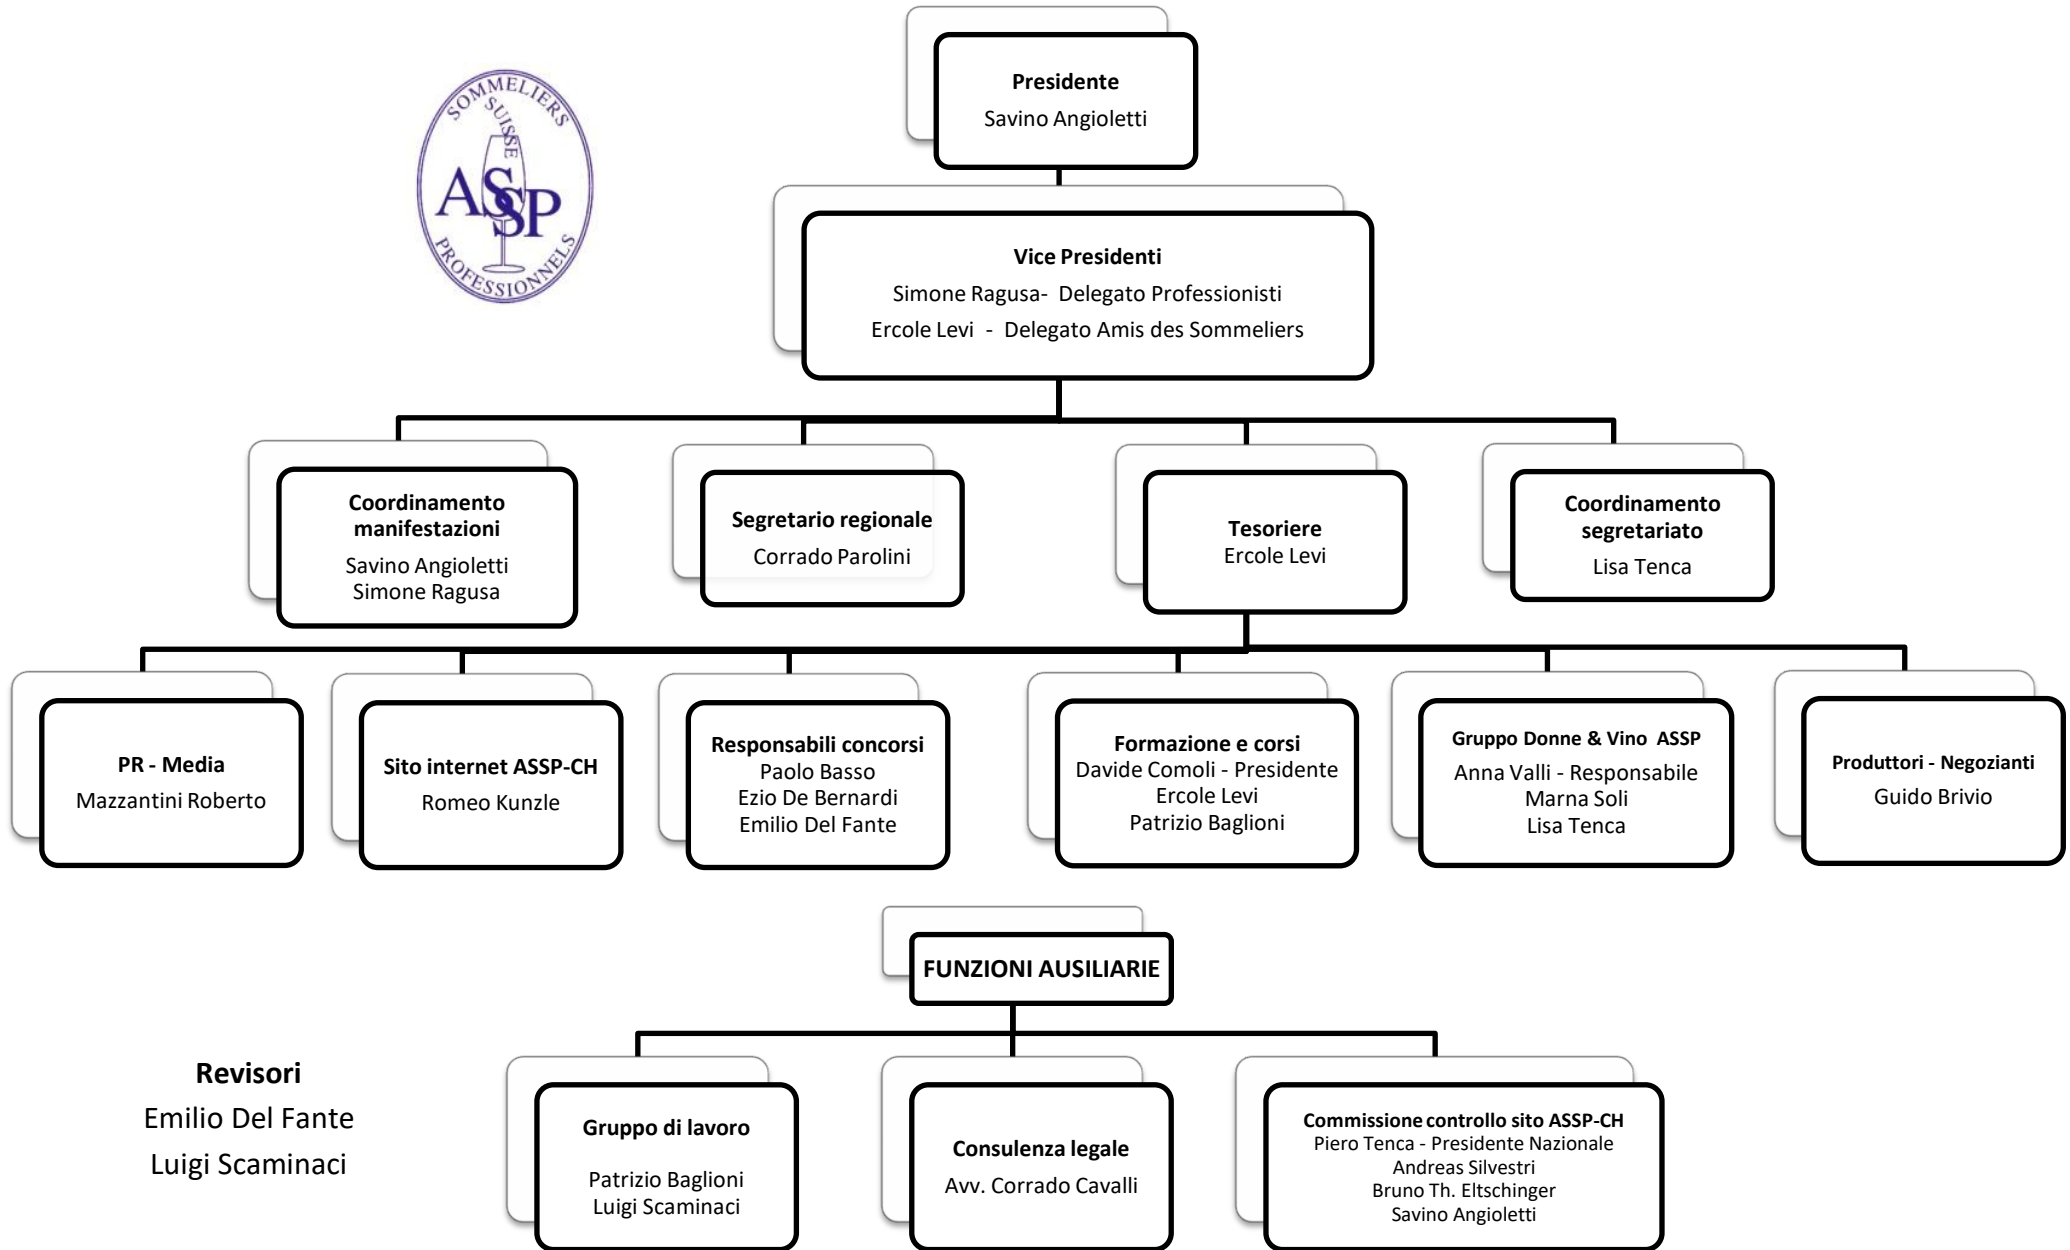 SOMMELIERS
SUISSE
ASSP
PROFESSIONNELS
Presidente
Savino Angioletti
Vice Presidenti
Simone Ragusa-  Delegato Professionisti
Ercole Levi  -  Delegato Amis des Sommeliers
Coordinamento
manifestazioni
Savino Angioletti
Simone Ragusa
Segretario regionale
Corrado Parolini
Tesoriere
Ercole Levi
Coordinamento
segretariato
Lisa Tenca
PR - Media
Mazzantini Roberto
Sito internet ASSP-CH
Romeo Kunzle
Responsabili concorsi
Paolo Basso
Ezio De Bernardi
Emilio Del Fante
Formazione e corsi
Davide Comoli - Presidente
Ercole Levi
Patrizio Baglioni
Gruppo Donne & Vino  ASSP
Anna Valli - Responsabile
Marna Soli
Lisa Tenca
Produttori - Negozianti
Guido Brivio
FUNZIONI AUSILIARIE
Revisori
Emilio Del Fante
Luigi Scaminaci
Gruppo di lavoro
Patrizio Baglioni
Luigi Scaminaci
Consulenza legale
Avv. Corrado Cavalli
Commissione controllo sito ASSP-CH
Piero Tenca - Presidente Nazionale
Andreas Silvestri
Bruno Th. Eltschinger
Savino Angioletti